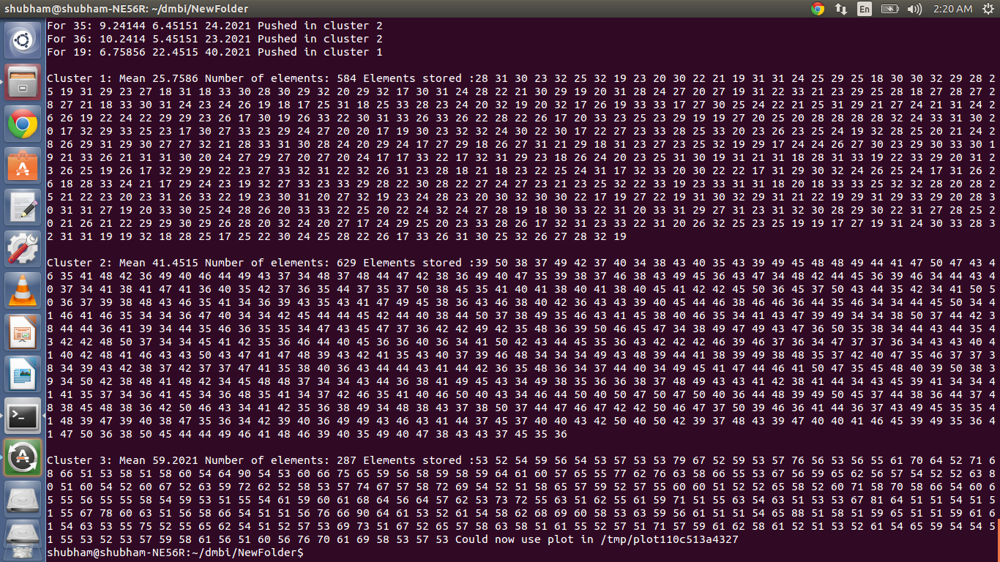 shubham@shubham-NE56R: ~/dmbi/NewFolder
En
2:20 AM
For 35: 9.24144 6.45151 24.2021 Pushed in cluster 2
For 36: 10.2414 5.45151 23.2021 Pushed in cluster 2
For 19: 6.75856 22.4515 40.2021 Pushed in cluster 1
Cluster 1: Mean 25.7586 Number of elements: 584 Elements stored :28 31 30 23 32 25 32 19 23 20 30 22 21 19 31 31 24 25 29 25 18 30 30 32 29 28 2
5 19 31 29 23 27 18 31 18 33 30 28 30 29 32 20 29 32 17 30 31 24 28 22 21 30 29 19 20 31 28 24 27 20 27 19 31 22 33 21 23 29 25 28 18 27 28 27 2
8 27 21 18 33 30 31 24 23 24 26 19 18 17 25 31 18 25 33 28 23 24 20 32 19 20 32 17 26 19 33 33 17 27 30 25 24 22 21 25 31 29 21 27 24 21 31 24 2
6 26 19 22 24 22 29 29 23 26 17 30 19 26 33 22 30 31 33 26 33 26 22 28 22 26 17 20 33 23 25 23 29 19 19 27 20 25 20 28 28 28 28 32 24 33 31 30 2
0 17 32 29 33 25 23 17 30 27 33 23 29 24 27 20 20 17 19 30 23 32 32 24 30 22 30 17 22 27 23 33 28 25 33 20 23 26 23 25 24 19 32 28 25 20 21 24 2
8 26 29 31 29 30 27 27 32 21 28 33 31 30 28 24 20 29 24 17 27 29 18 26 27 31 21 29 18 31 23 27 23 25 32 19 29 17 24 24 26 27 30 23 29 30 33 30 1
9 21 33 26 21 31 31 30 20 24 27 29 27 20 27 20 24 17 17 33 22 17 32 31 29 31 18 26 24 20 23 25 31 30 19 31 21 31 18 28 31 33 19 22 33 29 20 31 2
3 26 25 19 26 17 32 29 29 22 23 27 33 32 31 22 32 26 31 23 28 18 21 18 23 22 25 24 31 17 32 33 20 30 22 22 17 31 29 30 32 24 26 25 24 17 31 26 2
6 18 28 33 24 21 17 29 24 23 19 32 27 33 23 33 29 28 22 30 28 22 27 24 27 23 21 23 25 32 22 33 19 23 33 31 31 18 20 18 33 33 25 32 32 28 20 28 2
5 21 22 23 20 23 31 26 33 22 19 23 30 31 20 27 32 19 23 24 28 23 20 30 32 30 30 22 17 19 27 22 19 31 30 32 29 31 21 22 19 29 31 29 33 29 20 28 3
0 31 31 27 19 20 33 30 25 24 28 26 20 33 33 32 25 20 22 24 32 24 27 28 19 18 30 33 22 31 20 33 31 29 27 31 23 31 32 30 28 29 30 22 31 27 28 25 2
0 21 26 21 22 29 29 30 29 26 28 20 32 24 20 27 17 24 29 25 20 23 33 28 26 17 32 31 23 33 22 31 20 26 32 25 23 25 19 19 17 27 19 31 24 30 33 28 3
2 31 31 19 19 32 18 28 25 17 25 22 30 24 25 28 22 26 17 33 26 31 30 25 32 26 27 28 32 19
Cluster 2: Mean 41.4515 Number of elements: 629 Elements stored :39 50 38 37 49 42 37 40 34 38 43 40 35 43 39 49 45 48 48 49 44 41 47 50 47 43 4
6 35 41 48 42 36 49 40 46 44 49 43 37 34 48 37 48 44 47 42 38 36 49 40 47 35 39 38 37 46 38 43 49 45 36 43 47 34 48 42 44 45 36 39 46 34 44 43 4
0 37 34 41 38 41 47 41 36 40 35 42 37 36 35 44 37 35 37 50 38 45 35 41 40 41 38 40 41 38 40 45 41 42 42 45 50 36 45 37 50 43 44 35 42 34 41 50 5
0 36 37 39 38 48 43 46 35 41 34 36 39 43 35 43 41 47 49 45 38 36 43 46 38 40 42 36 43 43 39 40 45 44 46 38 46 46 36 44 35 46 34 34 44 45 50 34 4
1 46 41 46 35 34 34 36 47 40 34 34 42 45 44 44 45 42 44 40 38 44 50 37 38 49 35 46 43 41 45 38 40 46 35 34 41 43 47 39 49 34 34 38 50 37 44 42 3
8 44 44 36 41 39 34 44 35 46 36 35 35 34 47 43 45 47 37 36 42 42 49 42 35 48 36 39 50 46 45 47 34 38 49 47 49 43 47 36 50 35 38 34 44 43 44 35 4
3 42 42 48 50 37 34 34 45 41 42 35 36 46 44 40 45 36 36 40 36 34 41 50 42 43 44 45 35 36 43 42 42 42 46 39 46 37 36 34 47 37 37 36 34 43 43 40 4
1 40 42 48 41 46 43 43 50 43 47 41 47 48 39 43 42 41 35 43 40 37 39 46 48 34 34 34 49 43 48 39 44 41 38 39 49 38 48 35 37 42 40 47 35 46 37 37 3
8 34 39 43 42 38 37 42 37 37 47 41 35 38 40 36 43 44 44 43 41 44 42 36 35 48 36 34 37 44 40 34 49 45 41 47 44 46 41 50 47 35 45 48 40 39 50 38 3
9 34 50 42 38 48 41 48 42 34 45 48 48 37 34 34 43 44 36 38 41 49 45 43 34 49 38 35 36 36 38 37 48 49 43 43 41 42 38 41 44 34 43 45 39 41 34 34 4
1 41 35 37 34 36 41 45 34 36 48 35 41 34 37 42 46 35 41 40 46 50 40 43 34 46 44 50 40 50 47 50 47 50 40 36 44 48 39 49 50 45 37 44 38 36 44 37 4
8 38 45 48 38 36 42 50 46 43 34 41 42 35 36 38 49 34 48 38 43 37 38 50 37 44 47 46 47 42 42 50 46 47 37 50 39 46 36 41 44 36 37 43 49 45 35 35 4
1 48 39 47 39 40 38 47 35 36 34 42 39 40 36 49 49 43 46 43 41 44 37 45 37 40 40 43 42 50 40 50 42 39 37 48 43 39 47 40 40 41 46 45 39 49 35 36 4
1 47 50 36 38 50 45 44 44 49 46 41 48 46 39 40 35 49 40 47 38 43 43 37 45 35 36
Cluster 3: Mean 59.2021 Number of elements: 287 Elements stored :53 52 54 59 56 54 53 57 53 53 79 67 52 59 53 57 76 56 53 56 55 61 70 64 52 71 6
8 66 51 53 58 51 58 60 54 64 90 54 53 60 66 75 65 59 56 58 59 58 59 64 61 60 57 65 55 77 62 76 63 58 66 55 53 67 56 59 65 62 56 57 54 52 52 63 8
0 51 60 54 52 60 67 52 63 59 72 62 52 58 53 57 74 67 57 58 72 69 54 52 51 58 65 57 59 52 57 55 60 60 51 52 52 65 58 52 60 71 58 70 58 66 54 60 6
5 55 56 55 55 58 54 59 53 51 55 54 61 59 60 61 68 64 56 64 57 62 53 73 72 55 63 51 62 55 61 59 71 51 55 63 54 63 51 53 53 67 81 64 51 51 54 51 5
1 55 67 78 60 63 51 56 58 66 54 51 51 56 76 66 90 64 61 53 52 61 54 58 62 68 69 60 58 53 63 59 56 61 51 51 54 65 88 51 58 51 59 65 51 51 59 61 6
1 54 63 53 55 75 52 55 65 62 54 51 52 57 53 69 73 51 67 52 65 57 58 63 58 51 61 55 52 57 51 71 57 59 61 62 58 61 52 51 53 52 61 54 65 59 54 54 5
1 55 53 52 53 57 59 58 61 56 51 60 56 76 70 61 69 58 53 57 53 Could now use plot in /tmp/plot110c513a4327
shubham@shubham-NE56R:~/dmbi/NewFolder$